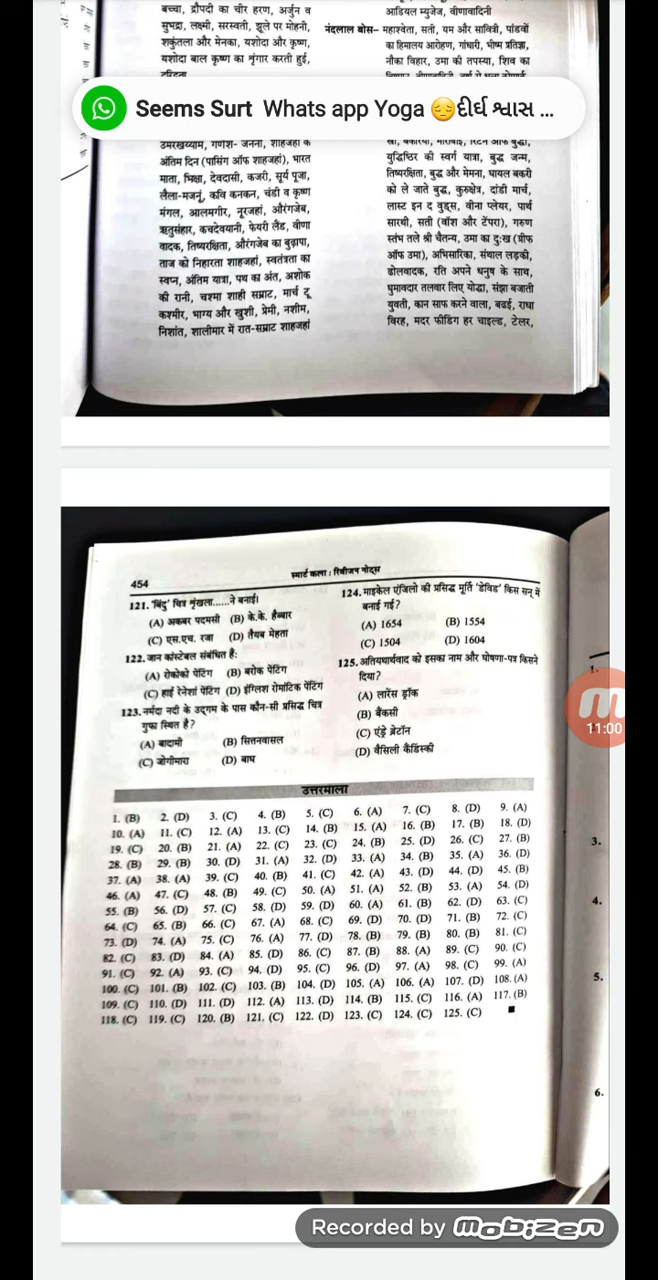 बच्चा, द्रौपदी का चीर हरण, अर्जुन व
सुभद्रा, लक्ष्मी, सरस्वती, झूले पर मोहनी,
शकुंतला और मेनका, यशोदा और कृष्ण,
यशोदा बाल कृष्ण का शृंगार करती हुई,
आडियल म्युजेज, वीणावादिनी
नंदलाल बोस– महाश्वेता, सती, यम और सावित्री, पांडवों
का हिमालय आरोहण, गांधारी, भीष्म प्रतिज्ञा,
नौका विहार, उमा की तपस्या, शिव का
Seems Surt Whats app Yoga 😔દીર્ઘ શ્વાસ ...
उमरखय्याम, गणेश- जननी, शाहजहां के
अंतिम दिन (पासिंग ऑफ शाहजहां), भारत
माता, भिक्षा, देवदासी, कजरी, सूर्य पूजा,
लैला-मजनूं, कवि कनकन, चंडी व कृष्ण
मंगल, आलमगीर, नूरजहां, औरंगजेब,
ऋतुसंहार, कचदेवयानी, फेयरी लैंड, वीणा
वादक, तिष्यरक्षिता, औरंगजेब का बुढ़ापा,
ताज को निहारता शाहजहां, स्वतंत्रता का
स्वप्न, अंतिम यात्रा, पथ का अंत, अशोक
की रानी, चश्मा शाही सम्राट, मार्च टू
कश्मीर, भाग्य और खुशी, प्रेमी, नशीम,
निशांत, शालीमार में रात-सम्राट शाहजहां
युद्धिष्ठिर की स्वर्ग यात्रा, बुद्ध जन्म,
तिष्यरक्षिता, बुद्ध और मेमना, घायल बकरी
को ले जाते बुद्ध, कुरुक्षेत्र, दांडी मार्च,
लास्ट इन द वुड्स, वीना प्लेयर, पार्थ
सारथी, सती (वॉश और टेंपरा), गरुण
स्तंभ तले श्री चैतन्य, उमा का दुःख (ग्रीफ
ऑफ उमा), अभिसारिका, संथाल लड़की,
ढोलवादक, रति अपने धनुष के साथ,
घुमावदार तलवार लिए योद्धा, संझा बजाती
युवती, कान साफ करने वाला, बढई, राधा
विरह, मदर फीडिंग हर चाइल्ड, टेलर,
454
स्मार्ट कला : रिवीजन नोट्स
121. 'बिंदु' चित्र शृंखला......ने बनाई।
(A) अकबर पदमसी (B) के.के. हैब्बार
(C) एस.एच. रजा (D) तैयब मेहता
122. जान कांस्टेबल संबंधित है:
(A) रोकोको पेंटिंग (B) बरोक पेंटिंग
(C) हाई रेनेशां पेंटिग (D) इंग्लिश रोमांटिक पेंटिंग
123. नर्मदा नदी के उद्गम के पास कौन-सी प्रसिद्ध चित्र
गुफा स्थित है?
(A) बादामी (B) सित्तनवासल
(C) जोगीमारा (D) बाघ
124. माइकेल एंजिलो की प्रसिद्ध मूर्ति 'डेविड' किस सन् में
बनाई गई?
(A) 1654 (B) 1554
(C) 1504 (D) 1604
125. अतियथार्थवाद को इसका नाम और घोषणा-पत्र किसने
दिया?
(A) लारेंस ड्रॉक
(B) बैंकसी
(C) एंड्रे ब्रेटॉन
(D) वैसिली कैंडिंस्की
11:00
उत्तरमाला
1. (B) 2. (D) 3. (C) 4. (B) 5. (C) 6. (A) 7. (C) 8. (D) 9. (A)
10. (A) 11. (C) 12. (A) 13. (C) 14. (B) 15. (A) 16. (B) 17. (B) 18. (D)
19. (C) 20. (B) 21. (A) 22. (C) 23. (C) 24. (B) 25. (D) 26. (C) 27. (B)
28. (B) 29. (B) 30. (D) 31. (A) 32. (D) 33. (A) 34. (B) 35. (A) 36. (D)
37. (A) 38. (A) 39. (C) 40. (B) 41. (C) 42. (A) 43. (D) 44. (D) 45. (B)
46. (A) 47. (C) 48. (B) 49. (C) 50. (A) 51. (A) 52. (B) 53. (A) 54. (D)
55. (B) 56. (D) 57. (C) 58. (D) 59. (D) 60. (A) 61. (B) 62. (D) 63. (C)
64. (C) 65. (B) 66. (C) 67. (A) 68. (C) 69. (D) 70. (D) 71. (B) 72. (C)
73. (D) 74. (A) 75. (C) 76. (A) 77. (D) 78. (B) 79. (B) 80. (B) 81. (C)
82. (C) 83. (D) 84. (A) 85. (D) 86. (C) 87. (B) 88. (A) 89. (C) 90. (C)
91. (C) 92. (A) 93. (C) 94. (D) 95. (C) 96. (D) 97. (A) 98. (C) 99. (A)
100. (C) 101. (B) 102. (C) 103. (B) 104. (D) 105. (A) 106. (A) 107. (D) 108. (A)
109. (C) 110. (D) 111. (D) 112. (A) 113. (D) 114. (B) 115. (C) 116. (A) 117. (B)
118. (C) 119. (C) 120. (B) 121. (C) 122. (D) 123. (C) 124. (C) 125. (C)
1.
3.
4.
5.
6.
Recorded by Mobizen